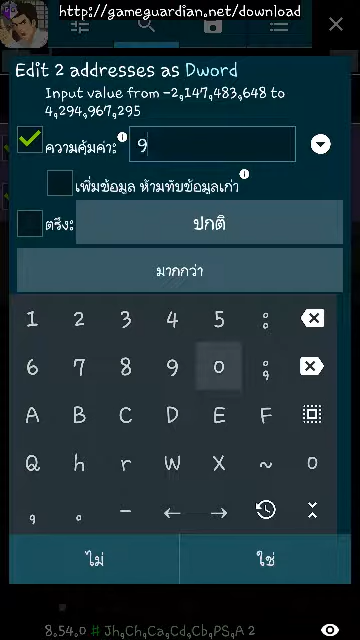 http://gameguardian.net/download
Edit 2 addresses as Dword
Input value from -2,147,483,648 to
4,294,967,295
ความคุ้มค่า: 9
เพิ่มข้อมูล ห้ามทับข้อมูลเก่า
ตรึง: ปกติ
มากกว่า
1 2 3 4 5 :
6 7 8 9 0 ;
A B C D E F
Q h r W X ~ o
, . - ← →
ไม่ ใช่
8.54.0 # Jh,Ch,Ca,Cd,Cb,PS,A 2